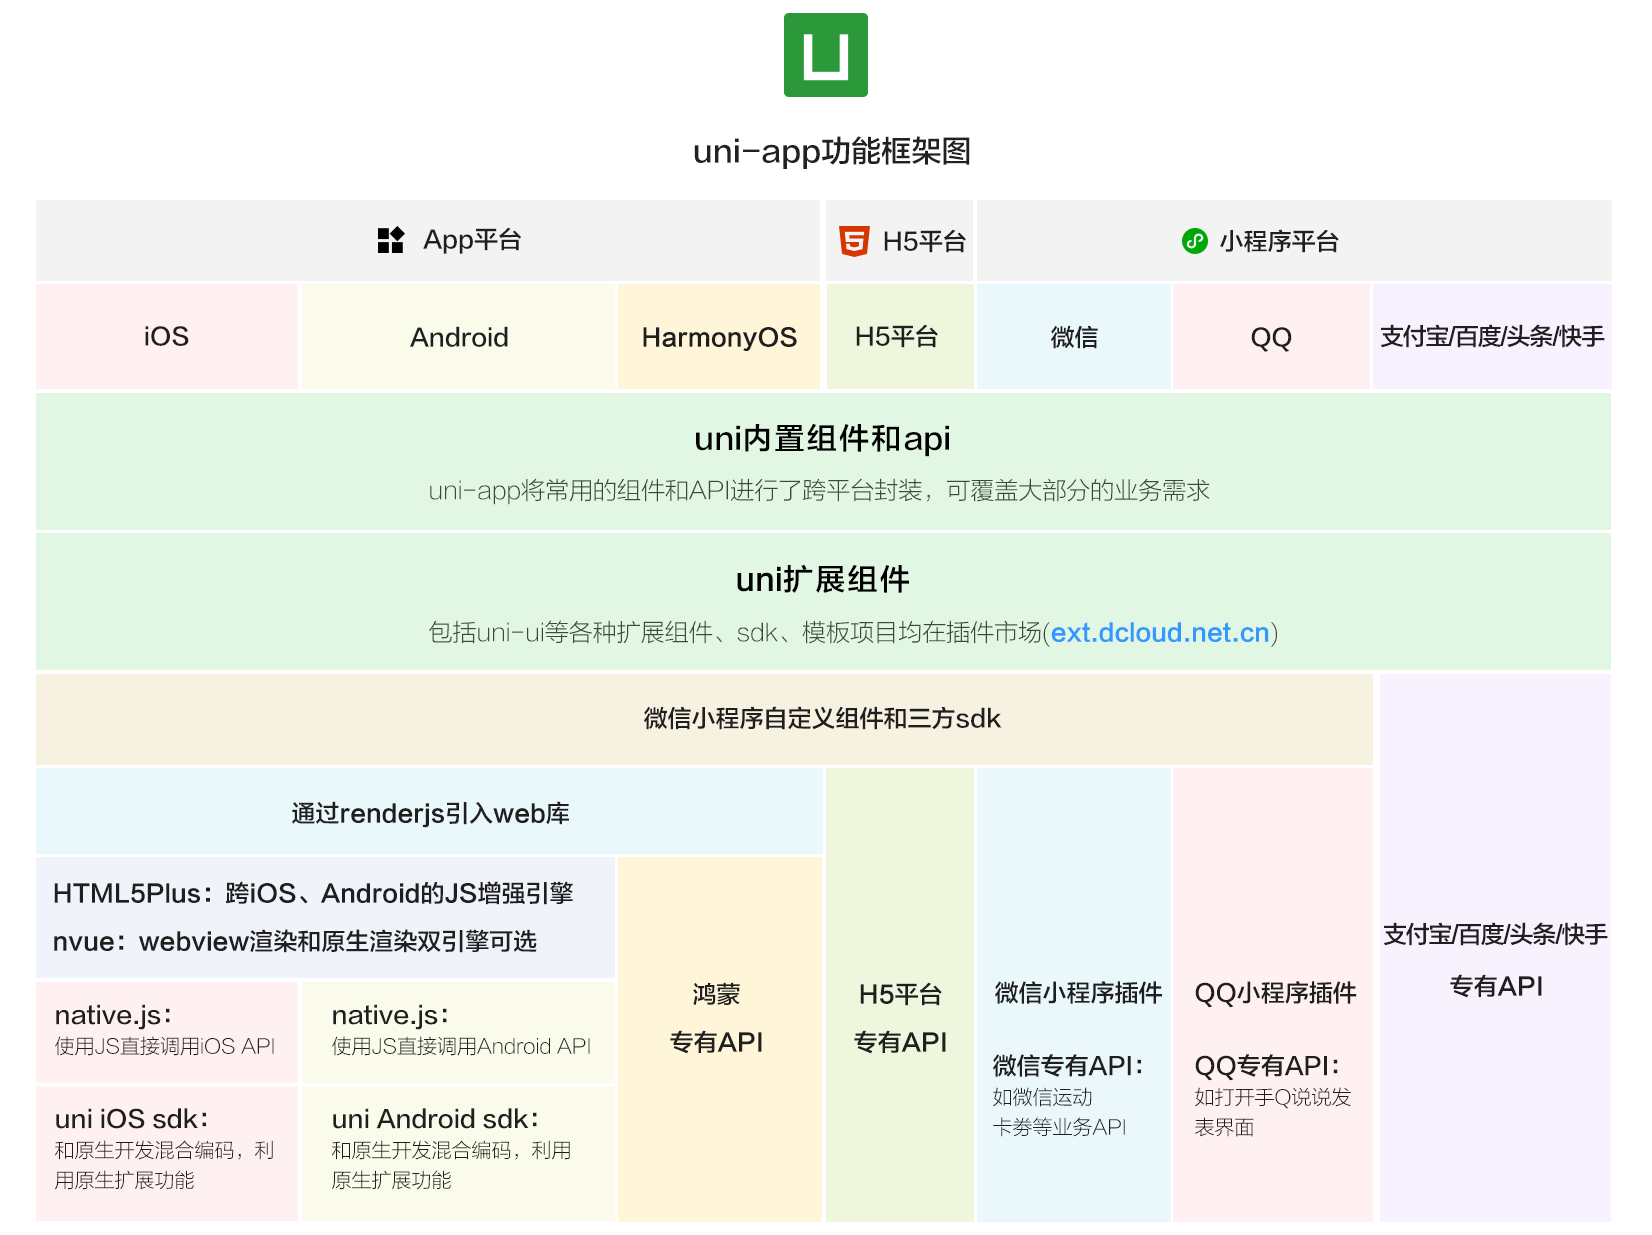 uni-app功能框架图
App平台
H5平台
小程序平台
iOS
Android
HarmonyOS
H5平台
微信
QQ
支付宝/百度/头条/快手
uni内置组件和api
uni-app将常用的组件和API进行了跨平台封装，可覆盖大部分的业务需求
uni扩展组件
包括uni-ui等各种扩展组件、sdk、模板项目均在插件市场(ext.dcloud.net.cn)
微信小程序自定义组件和三方sdk
通过renderjs引入web库
HTML5Plus：跨iOS、Android的JS增强引擎
nvue：webview渲染和原生渲染双引擎可选
native.js：
使用JS直接调用iOS API
native.js：
使用JS直接调用Android API
uni iOS sdk：
和原生开发混合编码，利
用原生扩展功能
uni Android sdk：
和原生开发混合编码，利用
原生扩展功能
鸿蒙
专有API
H5平台
专有API
微信小程序插件
微信专有API：
如微信运动
卡券等业务API
QQ小程序插件
QQ专有API：
如打开手Q说说发
表界面
支付宝/百度/头条/快手
专有API